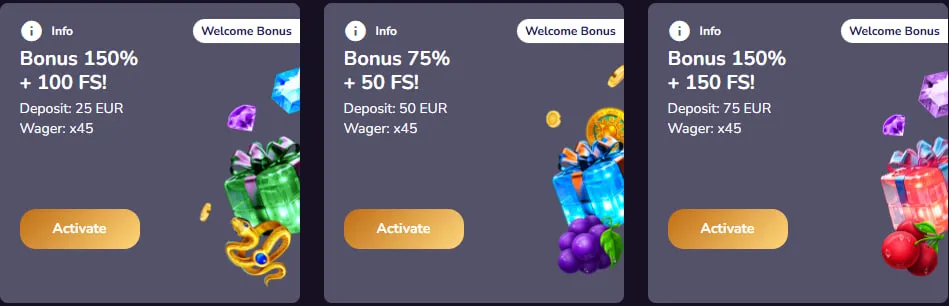 Info
Welcome Bonus
Bonus 150%
+ 100 FS!
Deposit: 25 EUR
Wager: x45
Activate
Info
Welcome Bonus
Bonus 75%
+ 50 FS!
Deposit: 50 EUR
Wager: x45
Activate
Info
Welcome Bonus
Bonus 150%
+ 150 FS!
Deposit: 75 EUR
Wager: x45
Activate